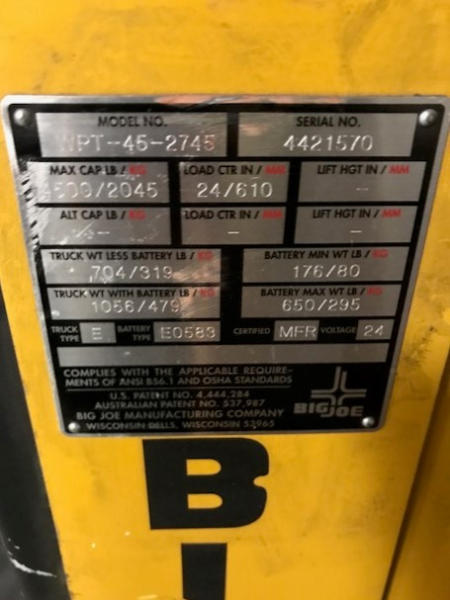 MODEL NO. SERIAL NO.
WPT-45-2745 4421570
MAX CAP LB / KG LOAD CTR IN / MM LIFT HGT IN / MM
4500/2045 24/610 -
ALT CAP LB / KG LOAD CTR IN / MM LIFT HGT IN / MM
- - -
TRUCK WT LESS BATTERY LB / KG BATTERY MIN WT LB / KG
704/319 176/80
TRUCK WT WITH BATTERY LB / KG BATTERY MAX WT LB / KG
1056/479 650/295
TRUCK TYPE E BATTERY TYPE E0583 CERTIFIED MFR VOLTAGE 24
COMPLIES WITH THE APPLICABLE REQUIRE-
MENTS OF ANSI B56.1 AND OSHA STANDARDS
U.S. PATENT NO. 4,444,284
AUSTRALIAN PATENT NO. 537,987
BIG JOE MANUFACTURING COMPANY
WISCONSIN DELLS, WISCONSIN 53965
BIG JOE
B